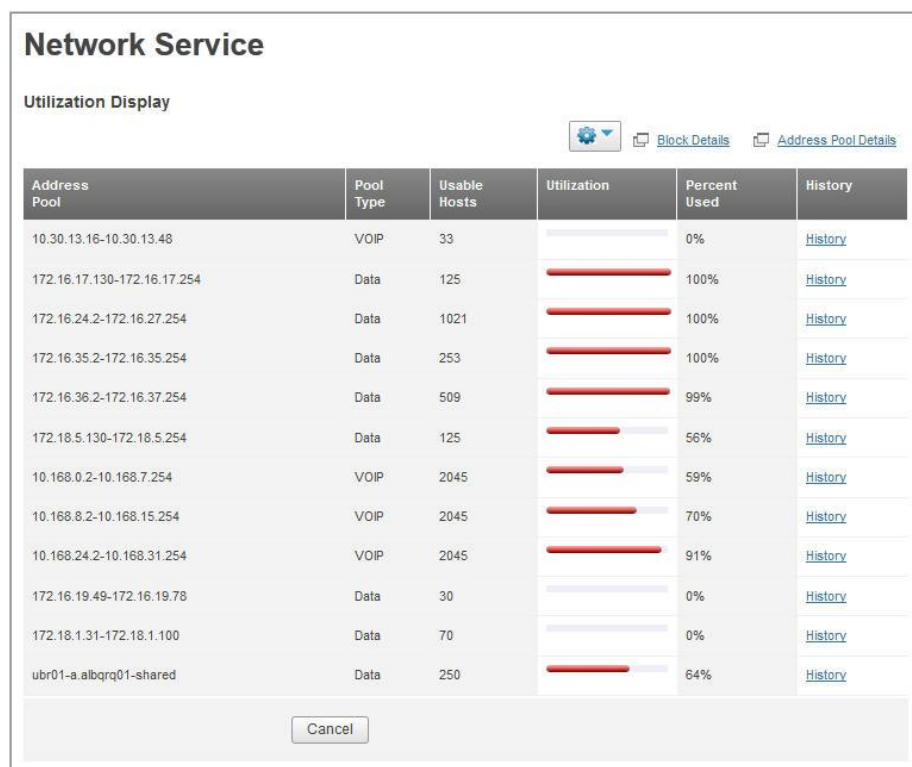 Network Service
Utilization Display
Block Details Address Pool Details
Address Pool Pool Type Usable Hosts Utilization Percent Used History
10.30.13.16-10.30.13.48 VOIP 33 0% History
172.16.17.130-172.16.17.254 Data 125 100% History
172.16.24.2-172.16.27.254 Data 1021 100% History
172.16.35.2-172.16.35.254 Data 253 100% History
172.16.36.2-172.16.37.254 Data 509 99% History
172.18.5.130-172.18.5.254 Data 125 56% History
10.168.0.2-10.168.7.254 VOIP 2045 59% History
10.168.8.2-10.168.15.254 VOIP 2045 70% History
10.168.24.2-10.168.31.254 VOIP 2045 91% History
172.16.19.49-172.16.19.78 Data 30 0% History
172.18.1.31-172.18.1.100 Data 70 0% History
ubr01-a.albqrq01-shared Data 250 64% History
Cancel